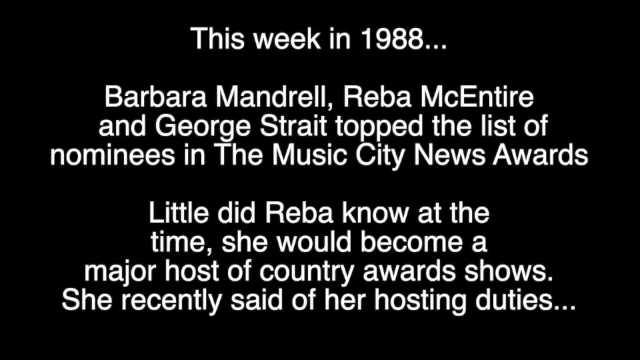 This week in 1988...
Barbara Mandrell, Reba McEntire
and George Strait topped the list of
nominees in The Music City News Awards
Little did Reba know at the
time, she would become a
major host of country awards shows.
She recently said of her hosting duties...